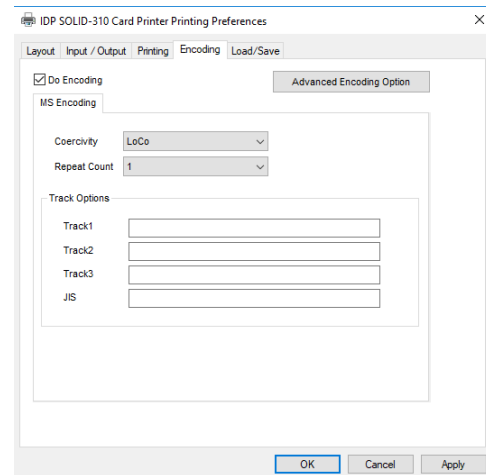 IDP SOLID-310 Card Printer Printing Preferences
Layout Input / Output Printing Encoding Load/Save
Do Encoding Advanced Encoding Option
MS Encoding
Coercivity LoCo
Repeat Count 1
Track Options
Track1
Track2
Track3
JIS
OK Cancel Apply